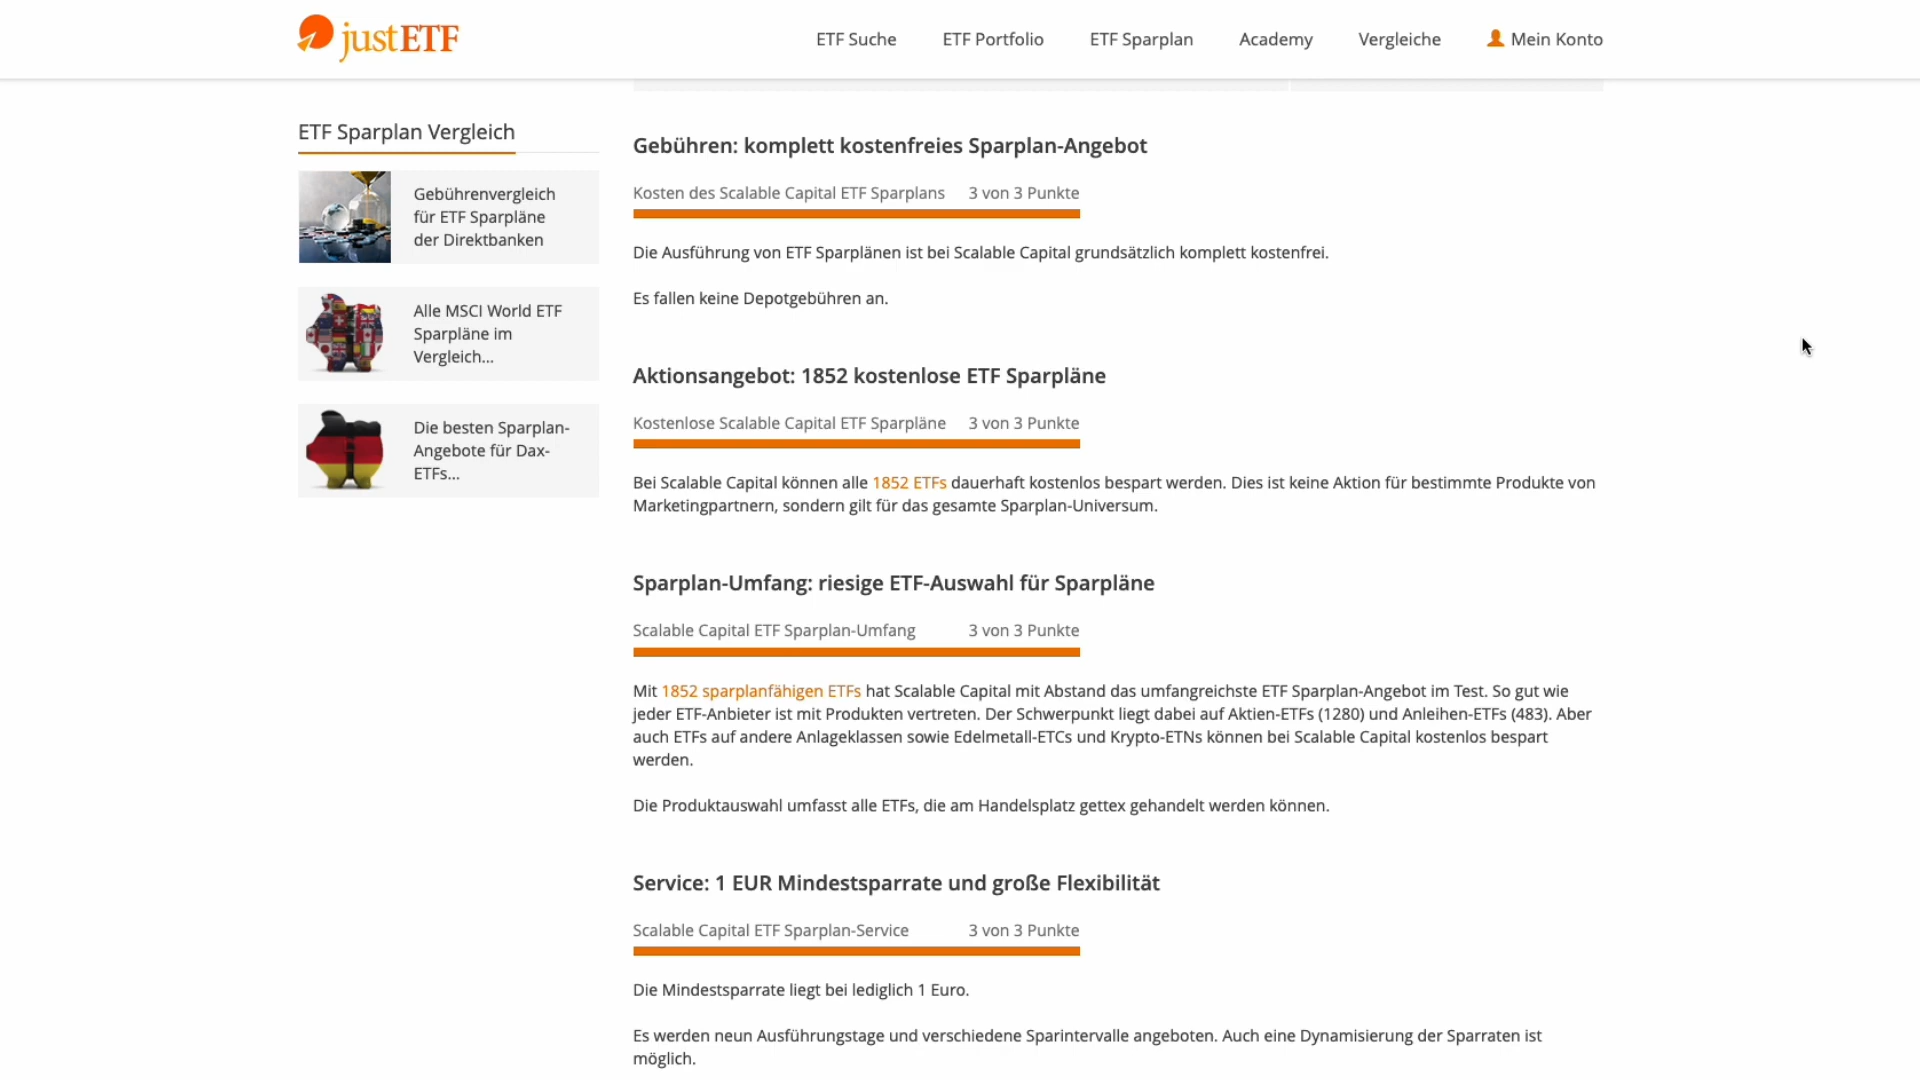 justETF
ETF Suche
ETF Portfolio
ETF Sparplan
Academy
Vergleiche
Mein Konto
ETF Sparplan Vergleich
Gebührenvergleich
für ETF Sparpläne
der Direktbanken
Alle MSCI World ETF
Sparpläne im
Vergleich...
Die besten Sparplan-
Angebote für Dax-
ETFs...
Gebühren: komplett kostenfreies Sparplan-Angebot
Kosten des Scalable Capital ETF Sparplans 3 von 3 Punkte
Die Ausführung von ETF Sparplänen ist bei Scalable Capital grundsätzlich komplett kostenfrei.
Es fallen keine Depotgebühren an.
Aktionsangebot: 1852 kostenlose ETF Sparpläne
Kostenlose Scalable Capital ETF Sparpläne 3 von 3 Punkte
Bei Scalable Capital können alle 1852 ETFs dauerhaft kostenlos bespart werden. Dies ist keine Aktion für bestimmte Produkte von
Marketingpartnern, sondern gilt für das gesamte Sparplan-Universum.
Sparplan-Umfang: riesige ETF-Auswahl für Sparpläne
Scalable Capital ETF Sparplan-Umfang 3 von 3 Punkte
Mit 1852 sparplanfähigen ETFs hat Scalable Capital mit Abstand das umfangreichste ETF Sparplan-Angebot im Test. So gut wie
jeder ETF-Anbieter ist mit Produkten vertreten. Der Schwerpunkt liegt dabei auf Aktien-ETFs (1280) und Anleihen-ETFs (483). Aber
auch ETFs auf andere Anlageklassen sowie Edelmetall-ETCs und Krypto-ETNs können bei Scalable Capital kostenlos bespart
werden.
Die Produktauswahl umfasst alle ETFs, die am Handelsplatz gettex gehandelt werden können.
Service: 1 EUR Mindestsparrate und große Flexibilität
Scalable Capital ETF Sparplan-Service 3 von 3 Punkte
Die Mindestsparrate liegt bei lediglich 1 Euro.
Es werden neun Ausführungstage und verschiedene Sparintervalle angeboten. Auch eine Dynamisierung der Sparraten ist
möglich.